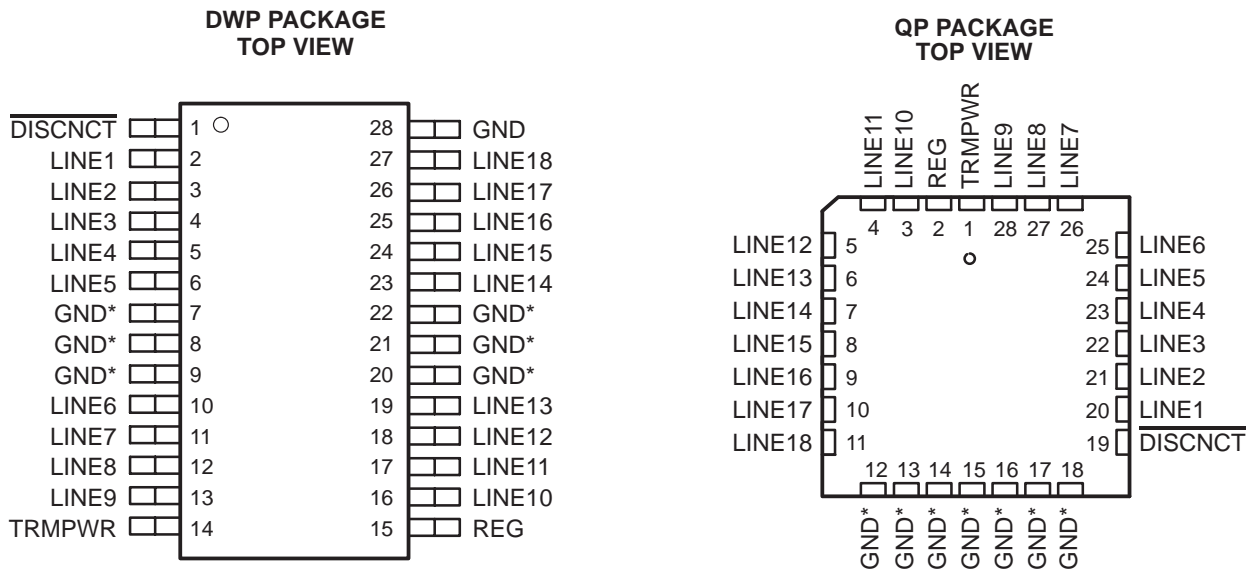 DWP PACKAGE
TOP VIEW
DISCNCT 1 28 GND
LINE1 2 27 LINE18
LINE2 3 26 LINE17
LINE3 4 25 LINE16
LINE4 5 24 LINE15
LINE5 6 23 LINE14
GND* 7 22 GND*
GND* 8 21 GND*
GND* 9 20 GND*
LINE6 10 19 LINE13
LINE7 11 18 LINE12
LINE8 12 17 LINE11
LINE9 13 16 LINE10
TRMPWR 14 15 REG
QP PACKAGE
TOP VIEW
LINE11 LINE10 REG TRMPWR LINE9 LINE8 LINE7
4 3 2 1 28 27 26
LINE12 5 25 LINE6
LINE13 6 24 LINE5
LINE14 7 23 LINE4
LINE15 8 22 LINE3
LINE16 9 21 LINE2
LINE17 10 20 LINE1
LINE18 11 19 DISCNCT
12 13 14 15 16 17 18
GND* GND* GND* GND* GND* GND* GND*